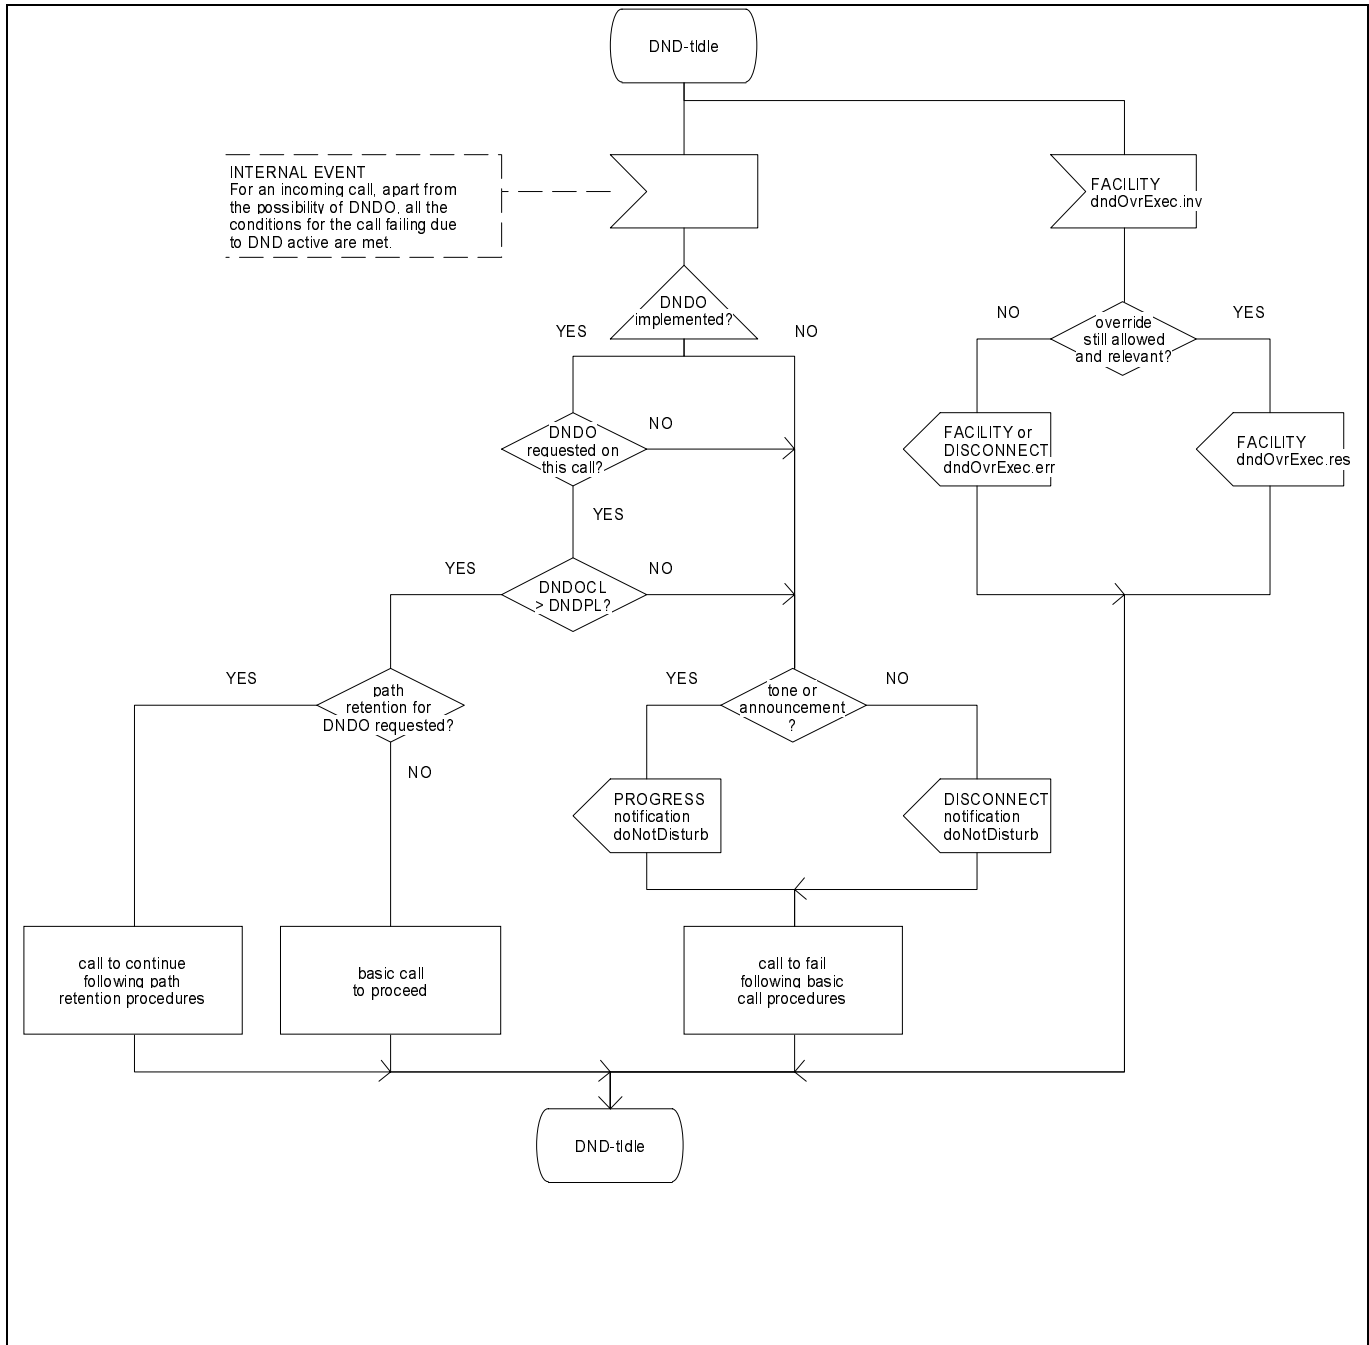 DND-tIdle
INTERNAL EVENT
For an incoming call, apart from
the possibility of DNDO, all the
conditions for the call failing due
to DND active are met.
FACILITY
dndOvrExec.inv
DNDO
implemented?
YES
NO
NO
override
still allowed
and relevant?
YES
DNDO
requested on
this call?
NO
YES
FACILITY or
DISCONNECT
dndOvrExec.err
FACILITY
dndOvrExec.res
YES
DNDOCL
> DNDPL?
NO
YES
path
retention for
DNDO requested?
NO
YES
tone or
announcement
?
NO
PROGRESS
notification
doNotDisturb
DISCONNECT
notification
doNotDisturb
call to continue
following path
retention procedures
basic call
to proceed
call to fail
following basic
call procedures
DND-tIdle